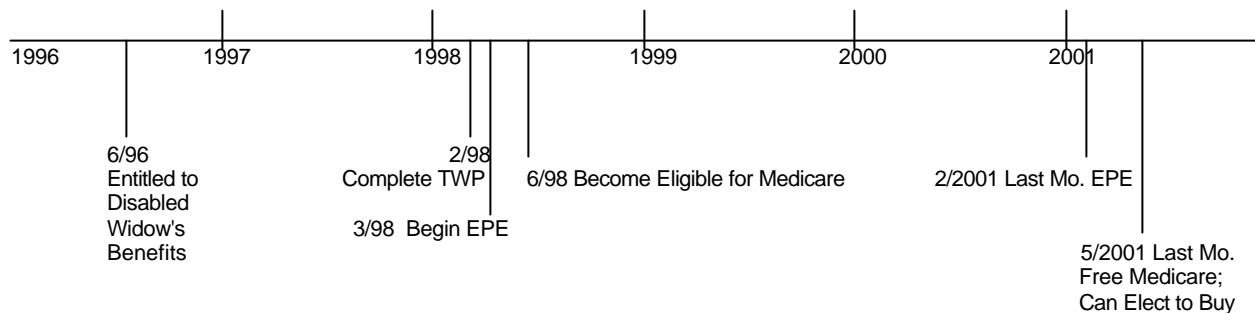 1996 1997 1998 1999 2000 2001
6/96
Entitled to
Disabled
Widow's
Benefits
2/98
Complete TWP
3/98 Begin EPE
6/98 Become Eligible for Medicare
2/2001 Last Mo. EPE
5/2001 Last Mo.
Free Medicare;
Can Elect to Buy